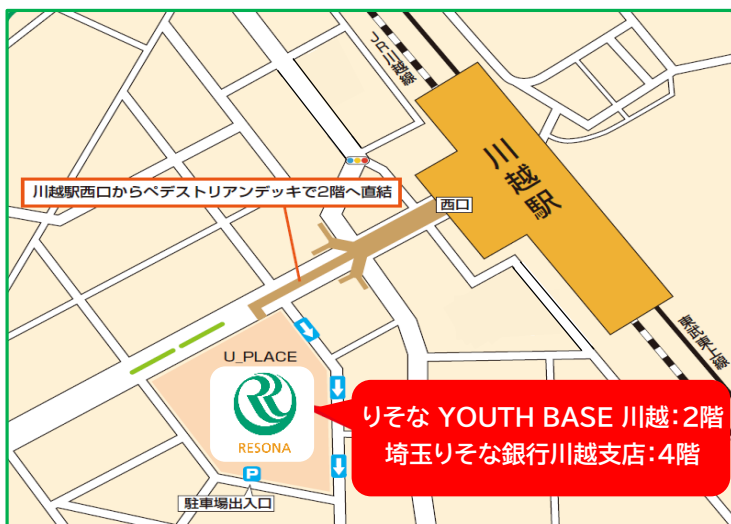 JR川越線
川越駅
川越駅西口からペデストリアンデッキで2階へ直結
西口
東武東上線
U_PLACE
RESONA
りそな YOUTH BASE 川越:2階
埼玉りそな銀行川越支店:4階
P
駐車場出入口